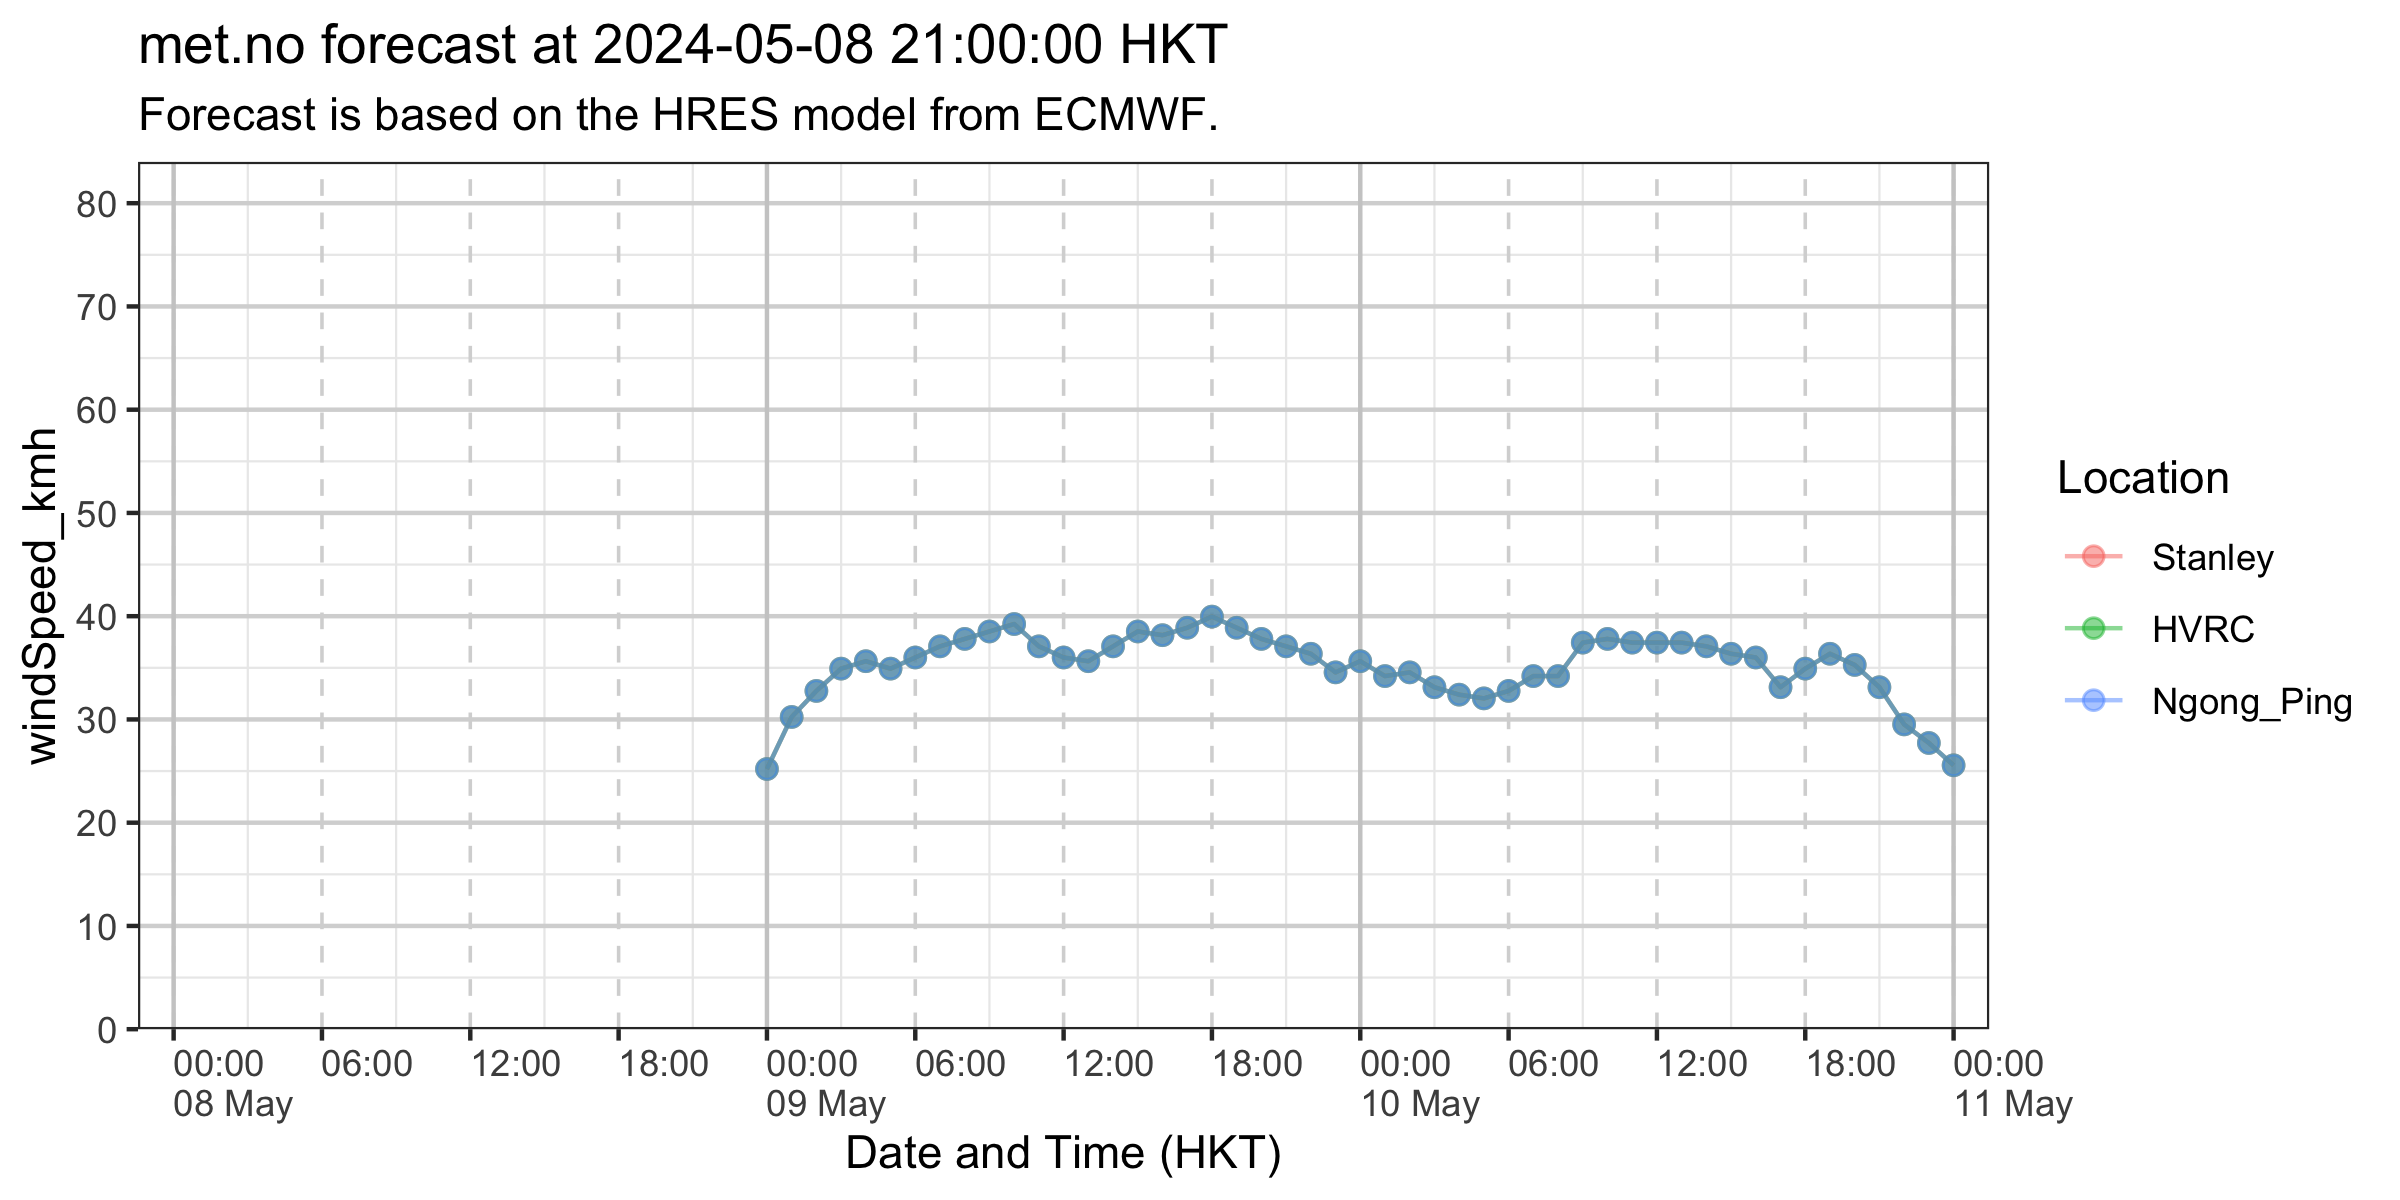 met.no forecast at 2024-05-08 21:00:00 HKT
Forecast is based on the HRES model from ECMWF.
windSpeed_kmh
80
70
60
50
40
30
20
10
0
00:00 06:00 12:00 18:00 00:00 06:00 12:00 18:00 00:00 06:00 12:00 18:00 00:00
08 May 09 May 10 May 11 May
Date and Time (HKT)
Location
Stanley
HVRC
Ngong_Ping